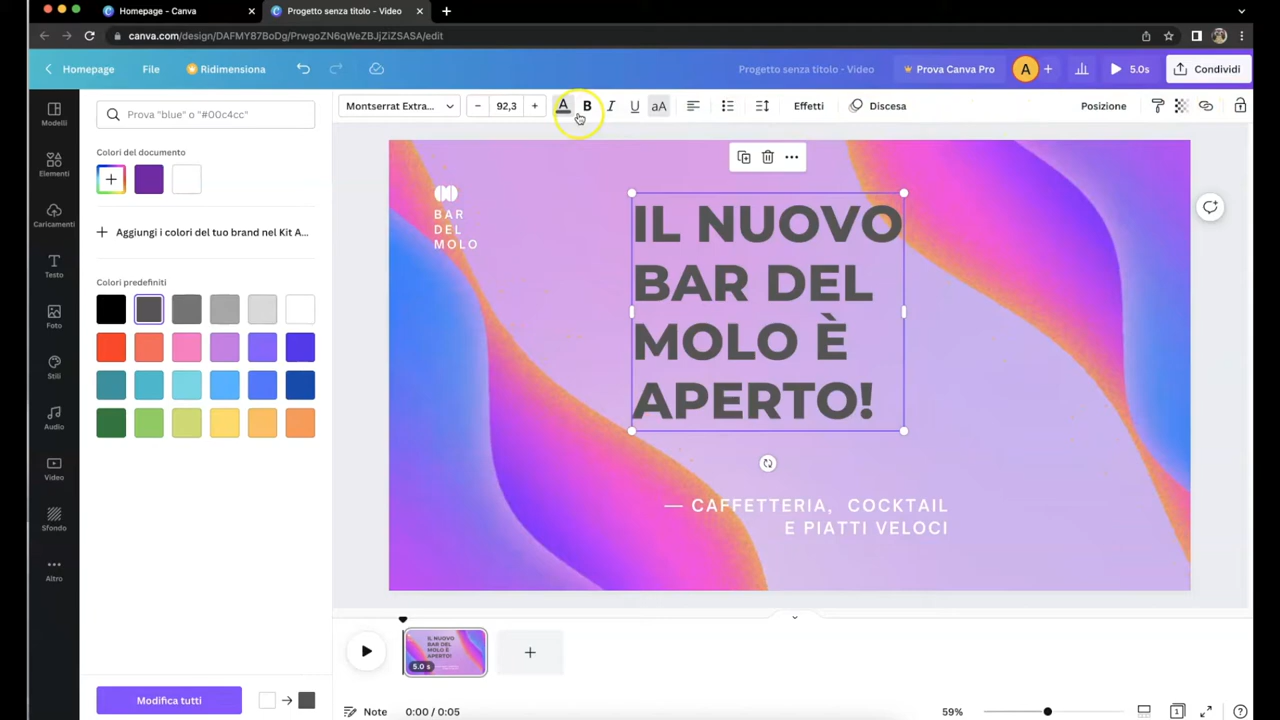 Homepage - Canva
Progetto senza titolo - Video
canva.com/design/DAFMY87BoDg/PrwgoZN6qWeZBJjZiZSASA/edit
Homepage
File
Ridimensiona
Progetto senza titolo - Video
Prova Canva Pro
A
5.0s
Condividi
Montserrat Extra...
92,3
A
B
I
U
aA
Effetti
Discesa
Posizione
Modelli
Elementi
Caricamenti
Testo
Foto
Stili
Audio
Video
Sfondo
Altro
Prova "blue" o "#00c4cc"
Colori del documento
Aggiungi i colori del tuo brand nel Kit A...
Colori predefiniti
Modifica tutti
BAR
DEL
MOLO
IL NUOVO
BAR DEL
MOLO È
APERTO!
— CAFFETTERIA, COCKTAIL
E PIATTI VELOCI
IL NUOVO
BAR DEL
MOLO È
APERTO!
5.0 s
Note
0:00 / 0:05
59%
1